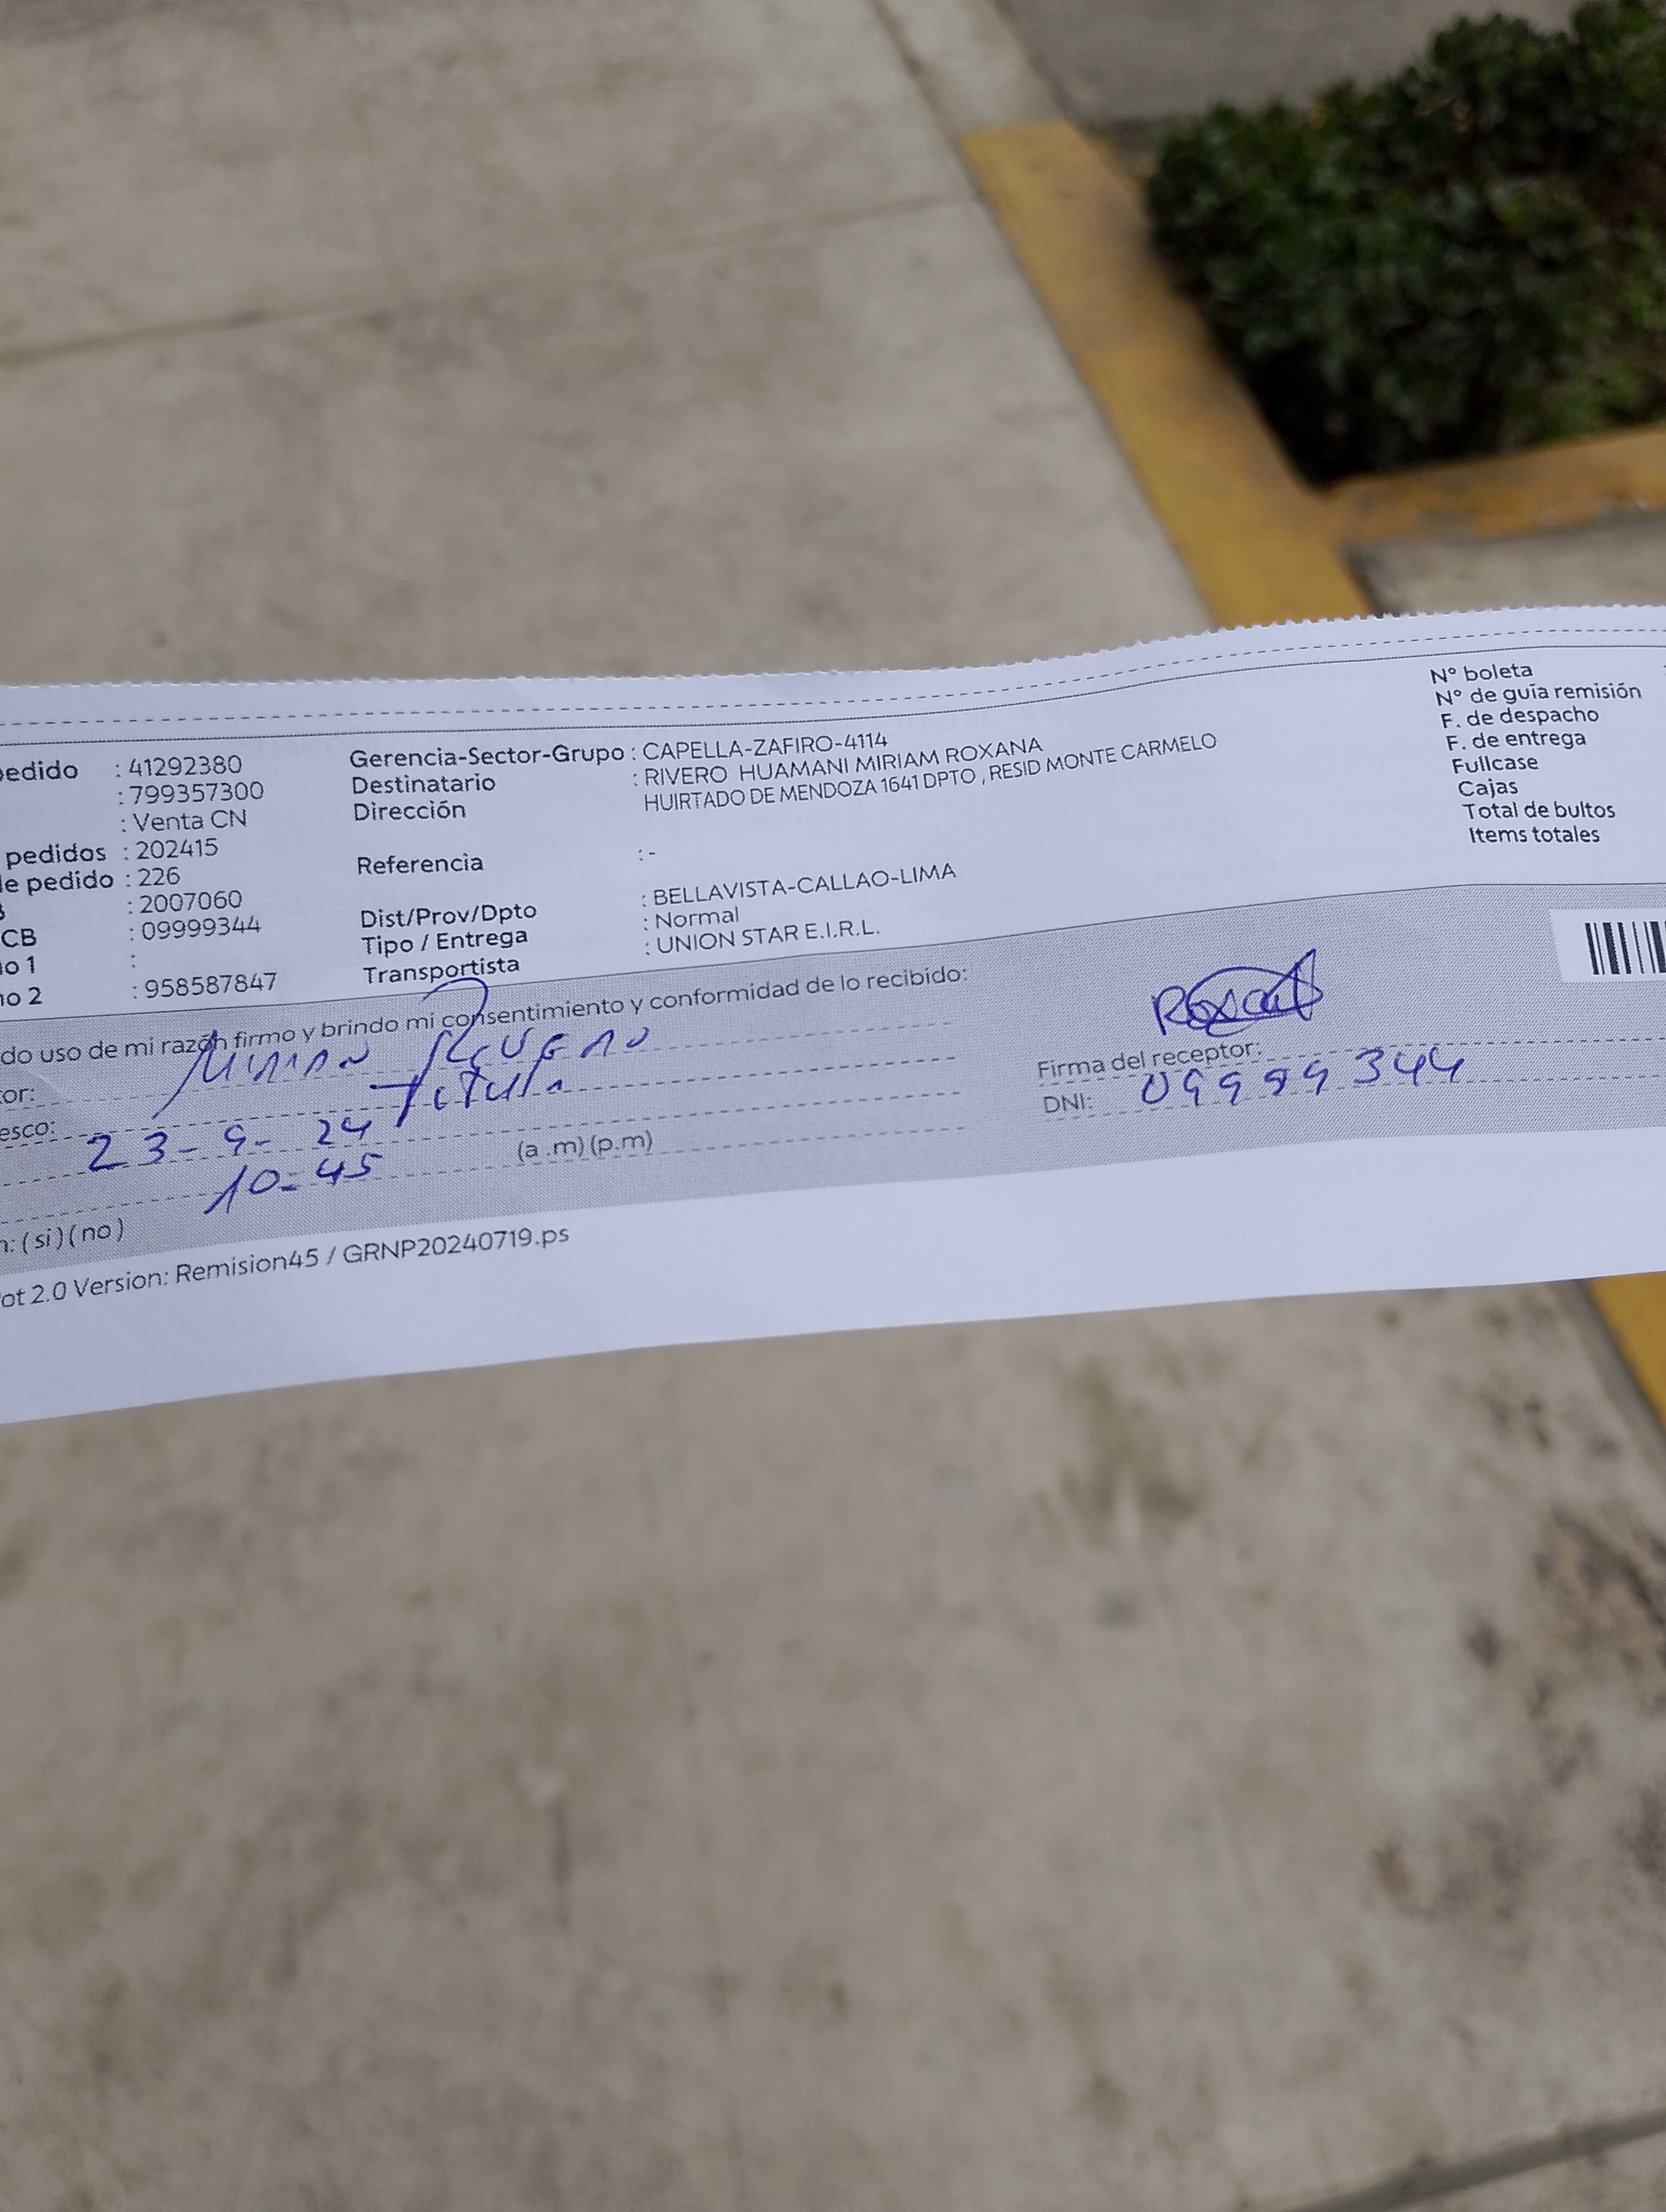 edido : 41292380
: 799357300
: Venta CN
pedidos : 202415
e pedido : 226
: 2007060
CB : 09999344
o 1 :
no 2 : 958587847
Gerencia-Sector-Grupo : CAPELLA-ZAFIRO-4114
Destinatario : RIVERO HUAMANI MIRIAM ROXANA
Dirección HUIRTADO DE MENDOZA 1641 DPTO , RESID MONTE CARMELO
Referencia : -
Dist/Prov/Dpto : BELLAVISTA-CALLAO-LIMA
Tipo / Entrega : Normal
Transportista : UNION STAR E.I.R.L.
N° boleta
N° de guía remisión
F. de despacho
F. de entrega
Fullcase
Cajas
Total de bultos
Items totales
do uso de mi razón firmo y brindo mi consentimiento y conformidad de lo recibido:
tor:
esco:
23-9-24
10-45 (a.m) (p.m)
Firma del receptor:
DNI: 09999344
n: (si) (no)
ot 2.0 Version: Remision45 / GRNP20240719.ps